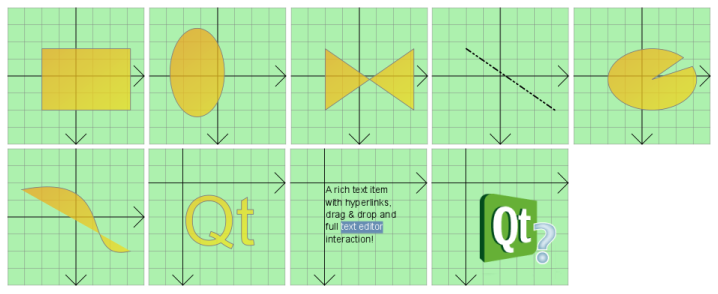 Qt
A rich text item
with hyperlinks,
drag & drop and
full text editor
interaction!
Qt?